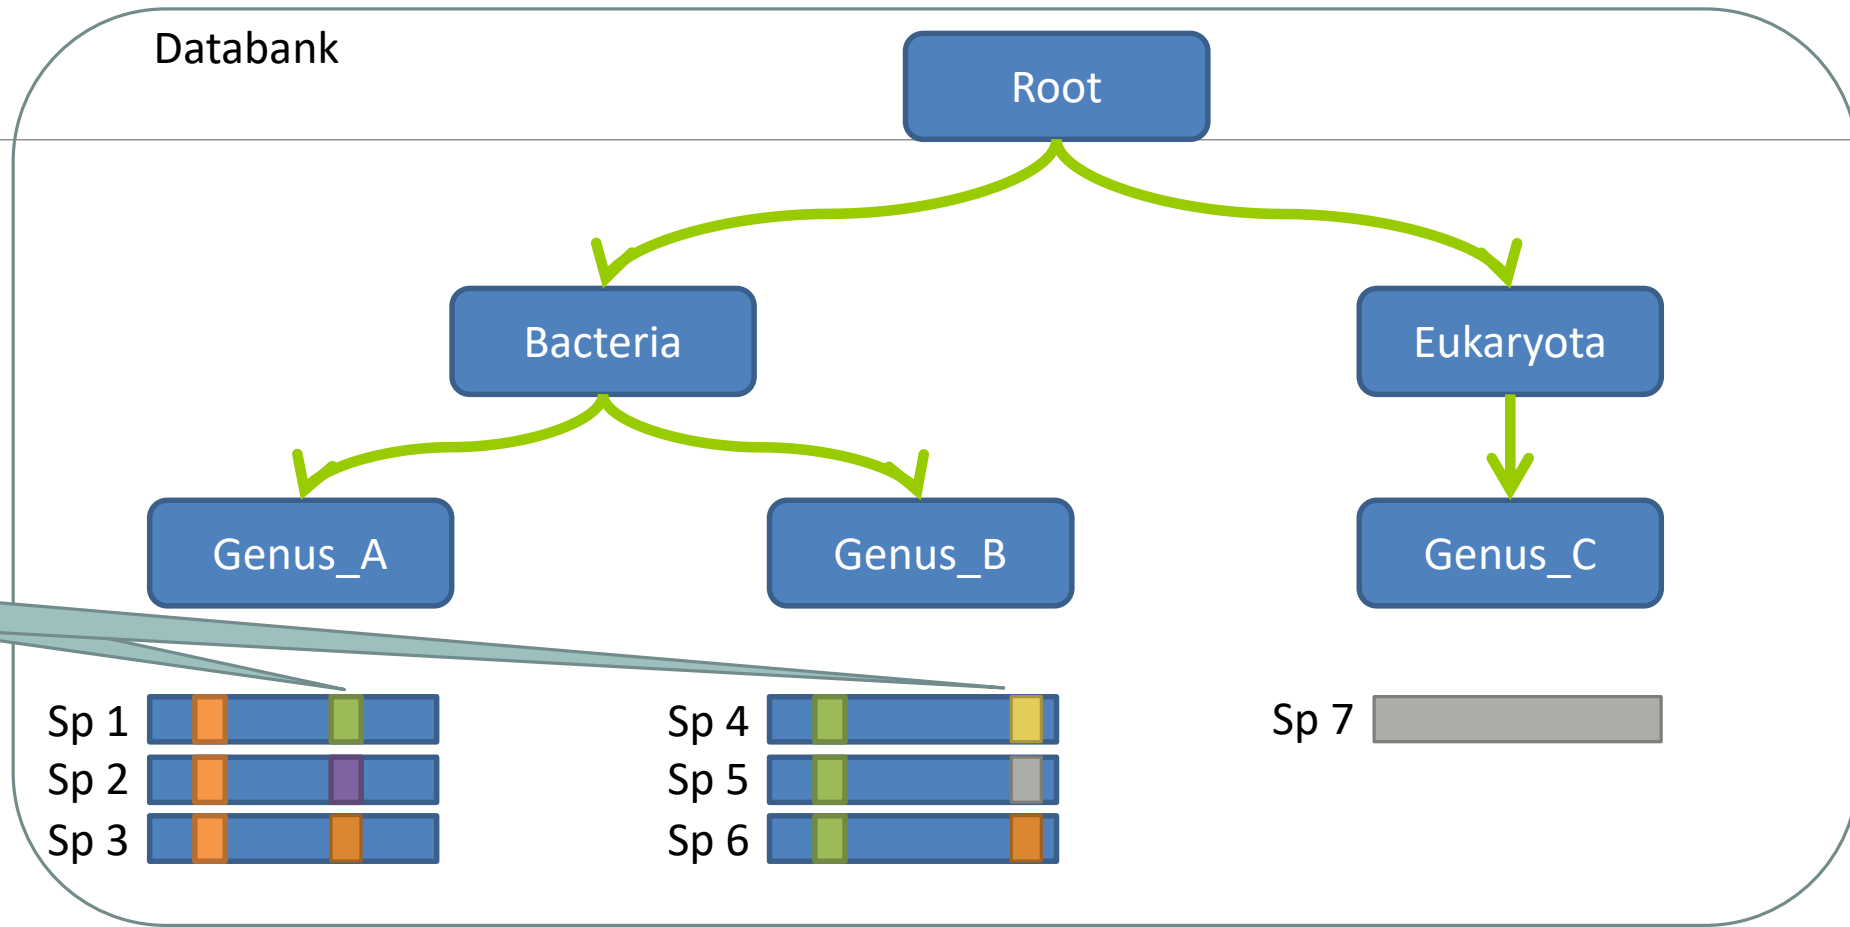 Databank
Root
Bacteria
Eukaryota
Genus_A
Genus_B
Genus_C
Sp 1
Sp 2
Sp 3
Sp 4
Sp 5
Sp 6
Sp 7